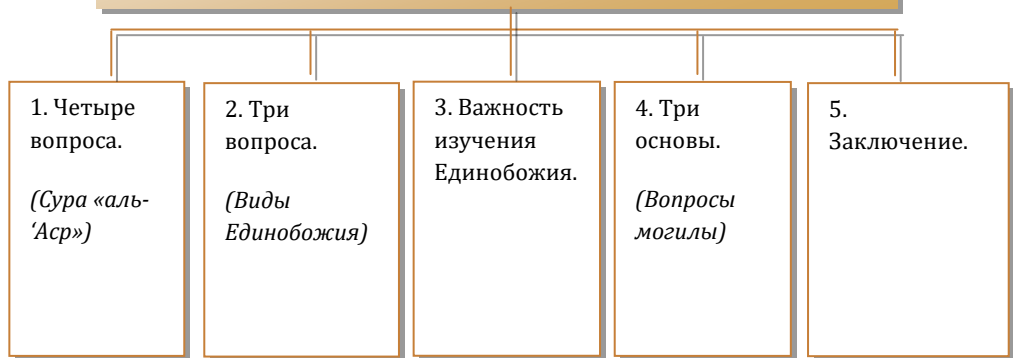 1. Четыре
вопроса.
(Сура «аль-
‘Аср»)
2. Три
вопроса.
(Виды
Единобожия)
3. Важность
изучения
Единобожия.
4. Три
основы.
(Вопросы
могилы)
5.
Заключение.